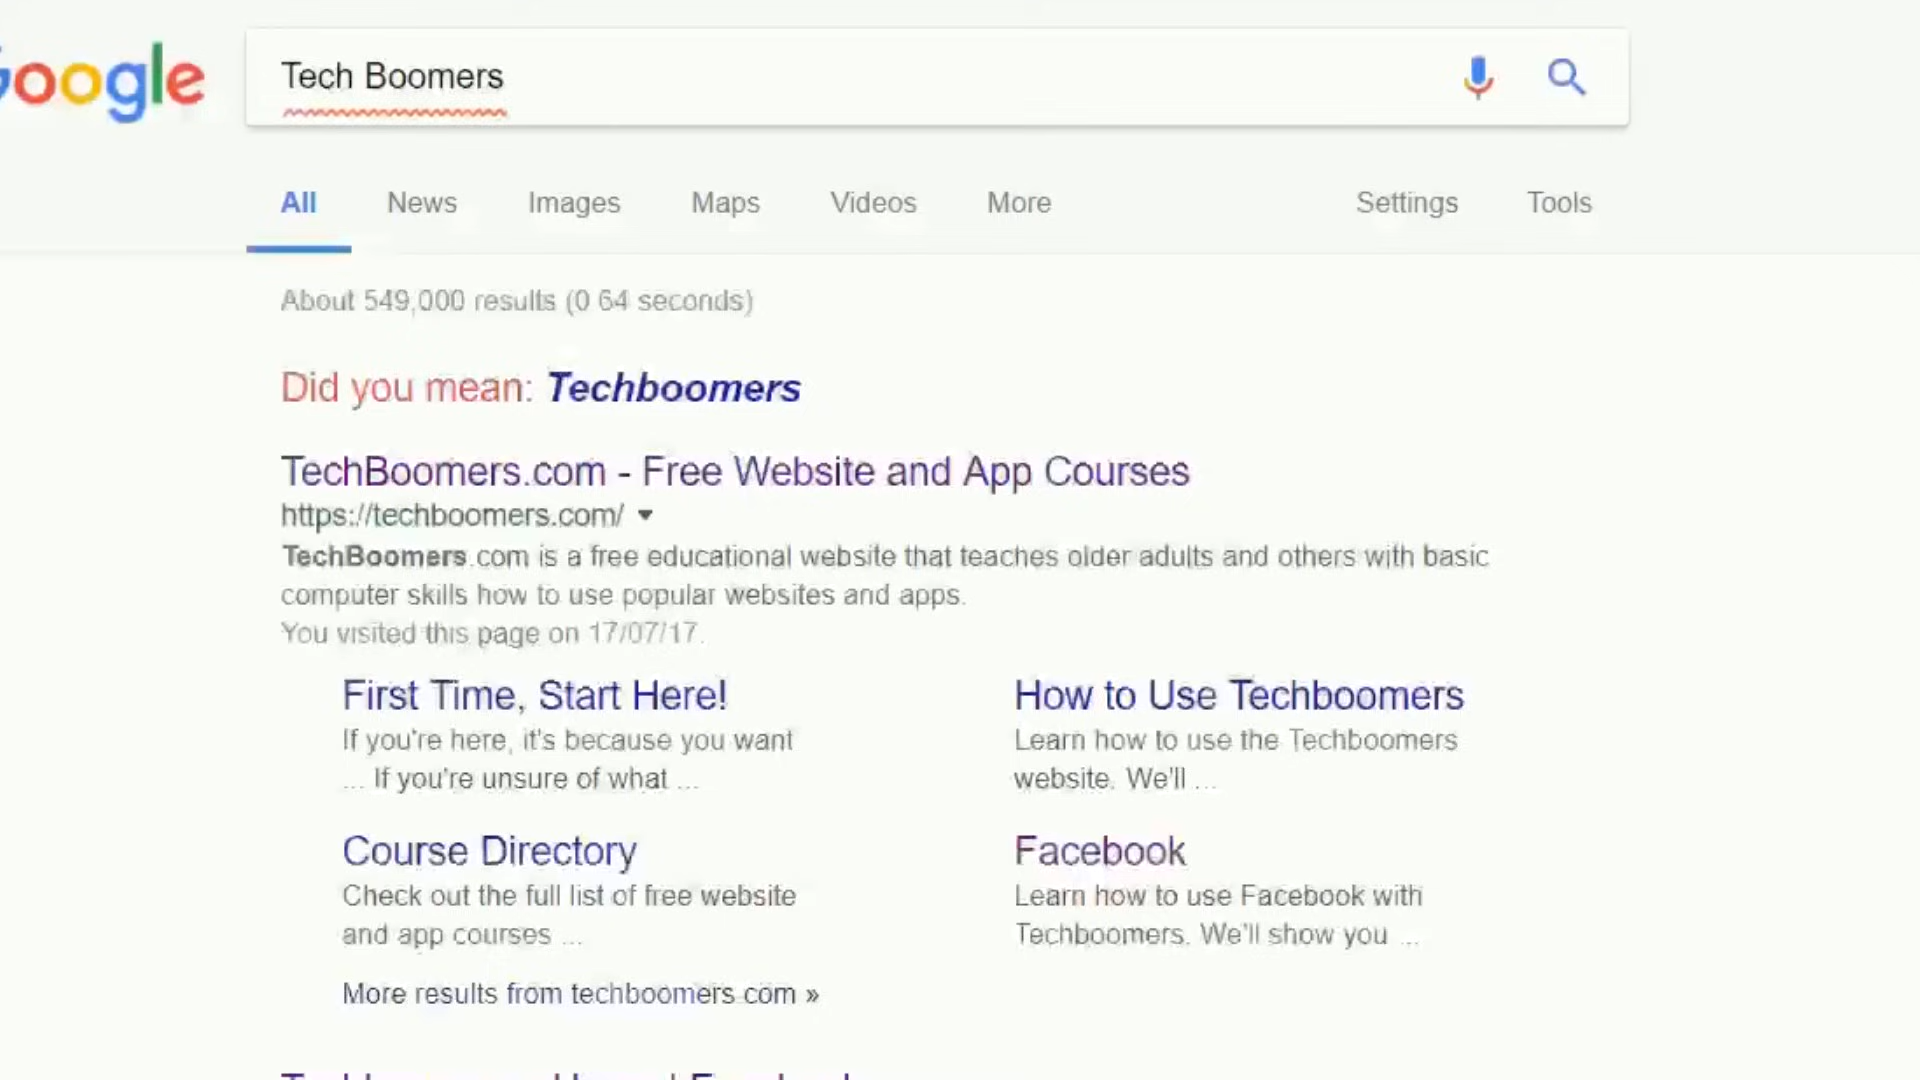 Google
Tech Boomers
All News Images Maps Videos More Settings Tools
About 549,000 results (0 64 seconds)
Did you mean: Techboomers
TechBoomers.com - Free Website and App Courses
https://techboomers.com/
TechBoomers.com is a free educational website that teaches older adults and others with basic
computer skills how to use popular websites and apps.
You visited this page on 17/07/17.
First Time, Start Here!
If you're here, it's because you want
... If you're unsure of what ...
How to Use Techboomers
Learn how to use the Techboomers
website. We'll ...
Course Directory
Check out the full list of free website
and app courses ...
Facebook
Learn how to use Facebook with
Techboomers. We'll show you ...
More results from techboomers.com »